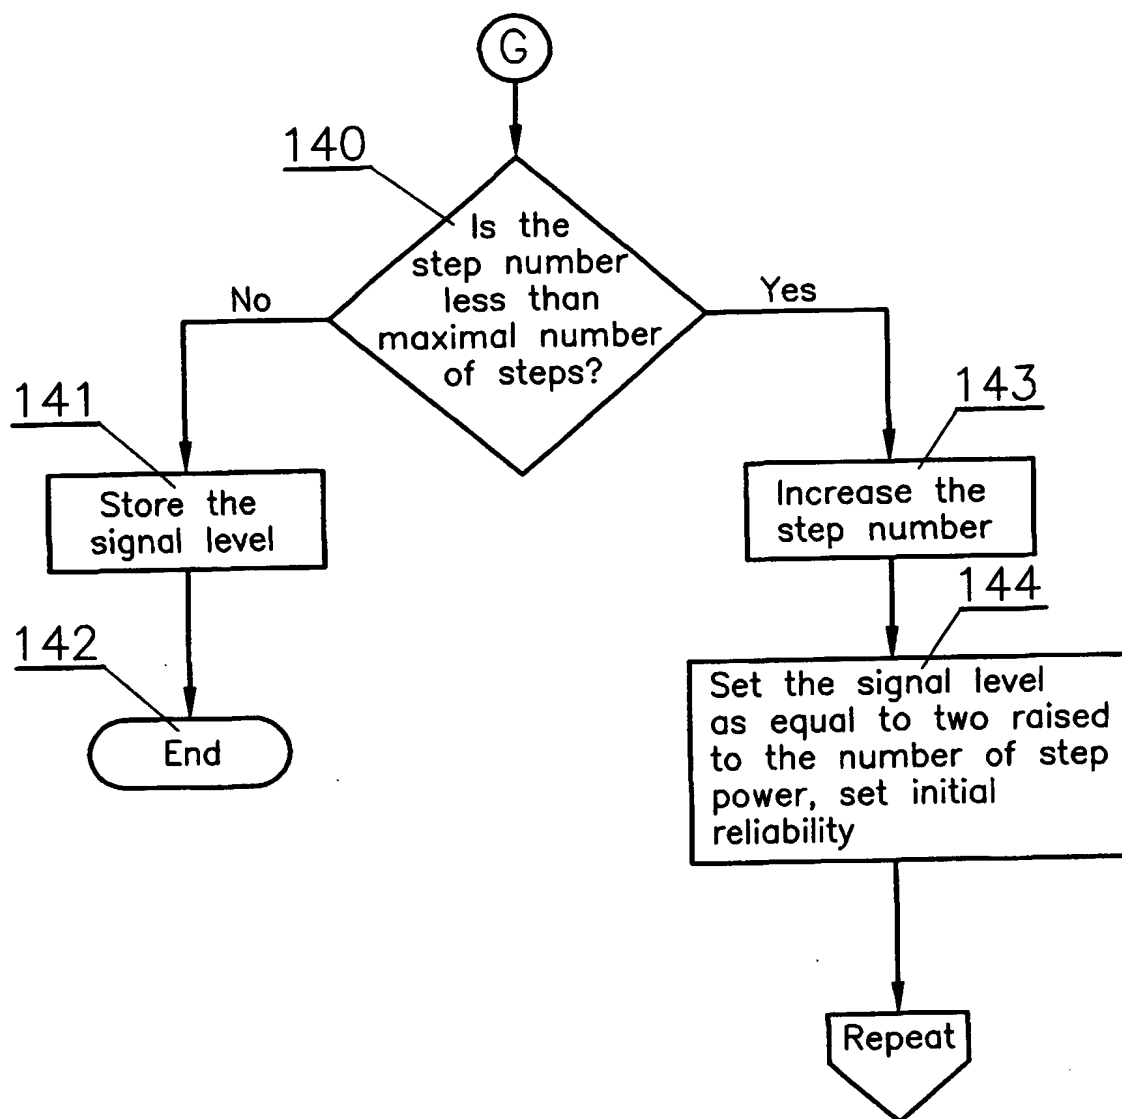 G
140
Is the
step number
less than
maximal number
of steps?
No
Yes
141
143
Store the
signal level
Increase the
step number
142
144
End
Set the signal level
as equal to two raised
to the number of step
power, set initial
reliability
Repeat